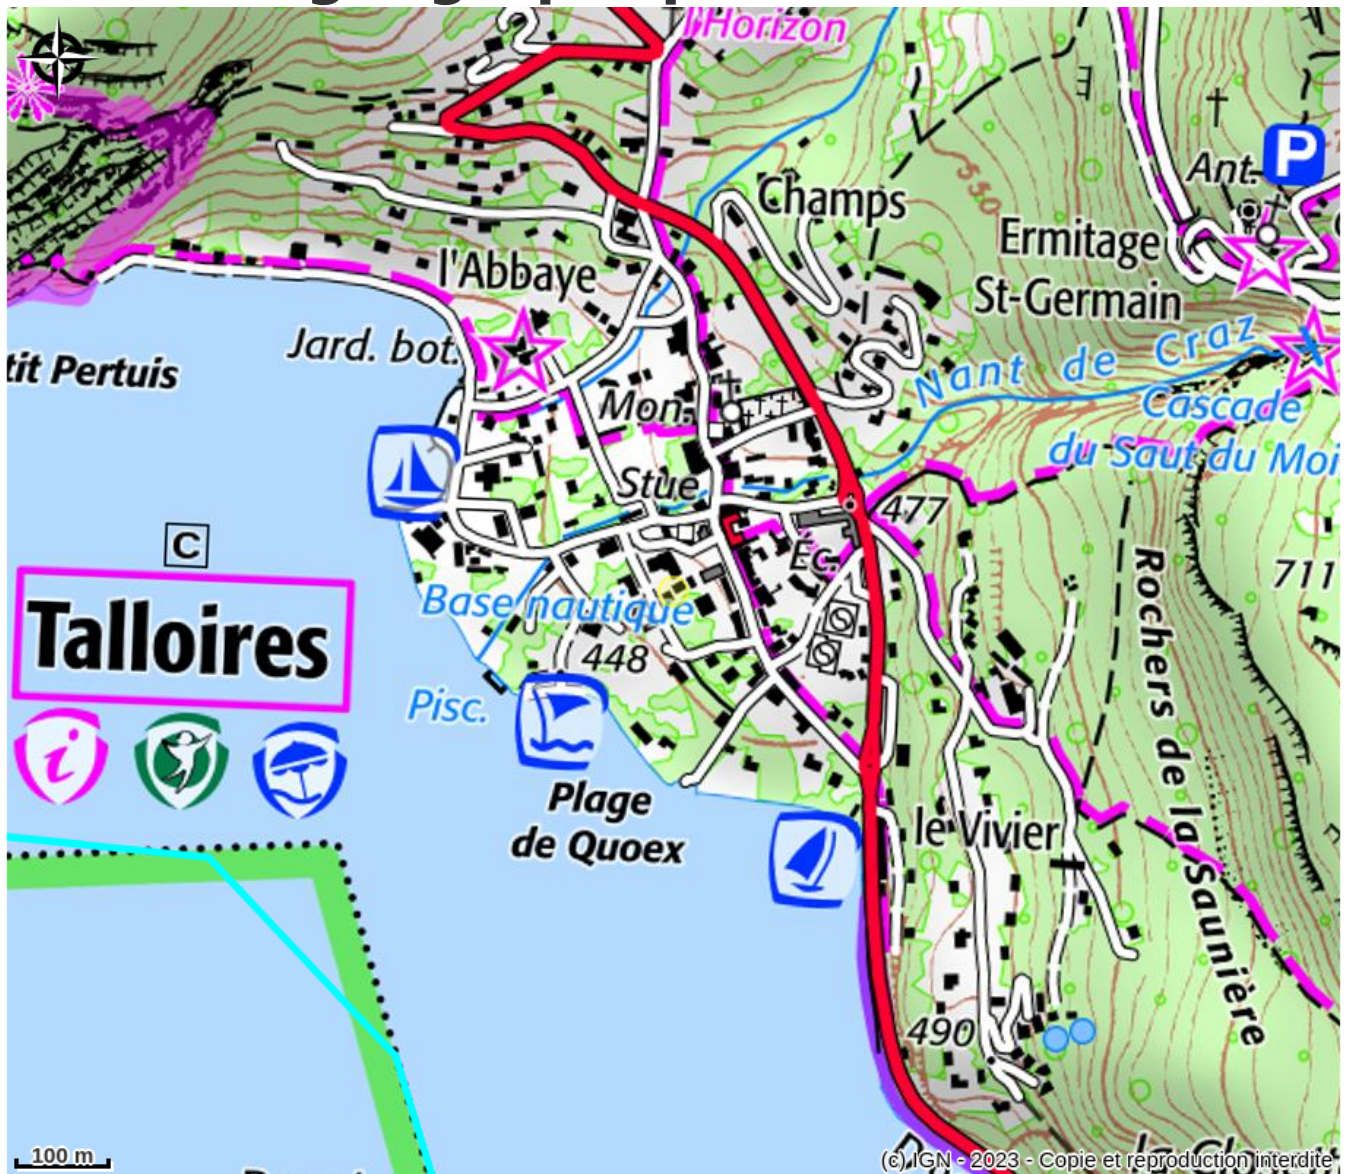 l'Horizon
Ant.
P
Champs
550
Ermitage
St-Germain
l'Abbaye
Jard. bot.
tit Pertuis
Nant de Craz
Cascade
du Saut du Moi
Mon.
Stùe
477
Éc.
C
Talloires
Base nautique
448
Pisc.
711
Rochers de la Saunière
i
Plage
de Quoex
le Vivier
490
100 m
(c) IGN - 2023 - Copie et reproduction interdite